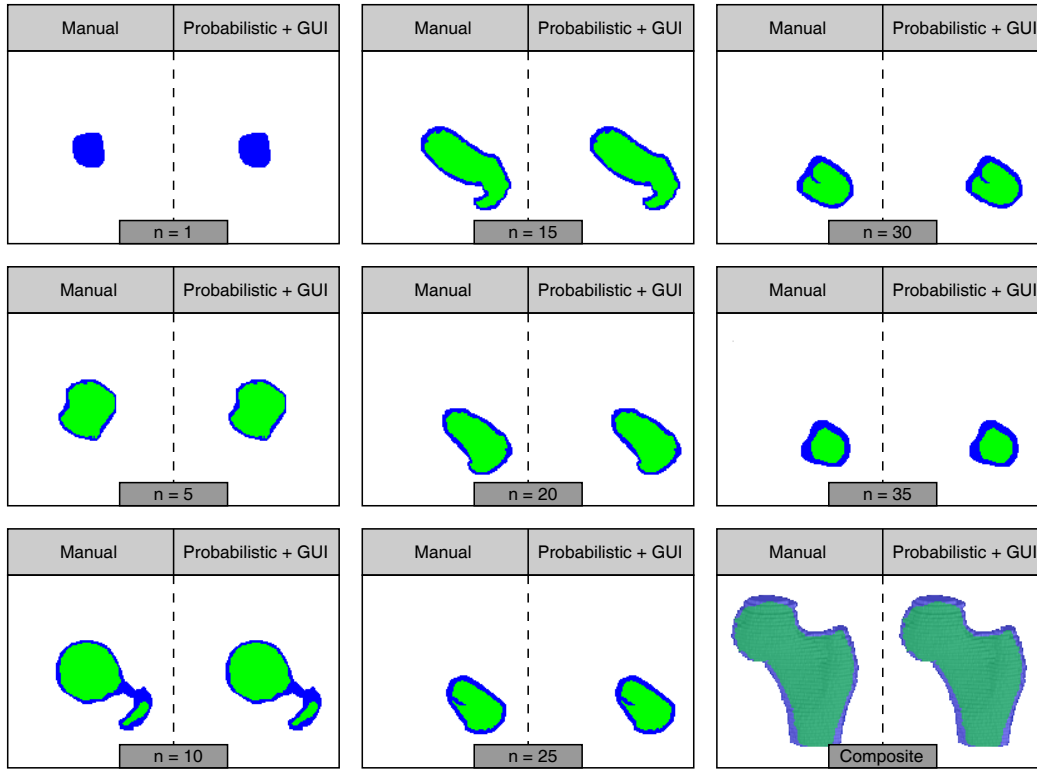 Manual Probabilistic + GUI
n = 1
Manual Probabilistic + GUI
n = 15
Manual Probabilistic + GUI
n = 30
Manual Probabilistic + GUI
n = 5
Manual Probabilistic + GUI
n = 20
Manual Probabilistic + GUI
n = 35
Manual Probabilistic + GUI
n = 10
Manual Probabilistic + GUI
n = 25
Manual Probabilistic + GUI
Composite